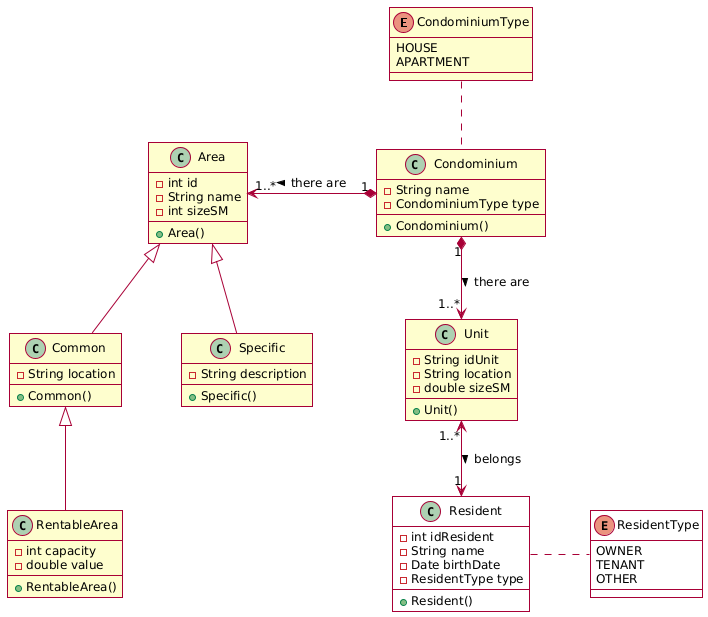 E CondominiumType
HOUSE
APARTMENT
C Area
int id
String name
int sizeSM
Area()
1..* there are 1
C Condominium
String name
CondominiumType type
Condominium()
1
there are
1..*
C Common
String location
Common()
C Specific
String description
Specific()
C Unit
String idUnit
String location
double sizeSM
Unit()
1..*
belongs
1
C RentableArea
int capacity
double value
RentableArea()
C Resident
int idResident
String name
Date birthDate
ResidentType type
Resident()
E ResidentType
OWNER
TENANT
OTHER